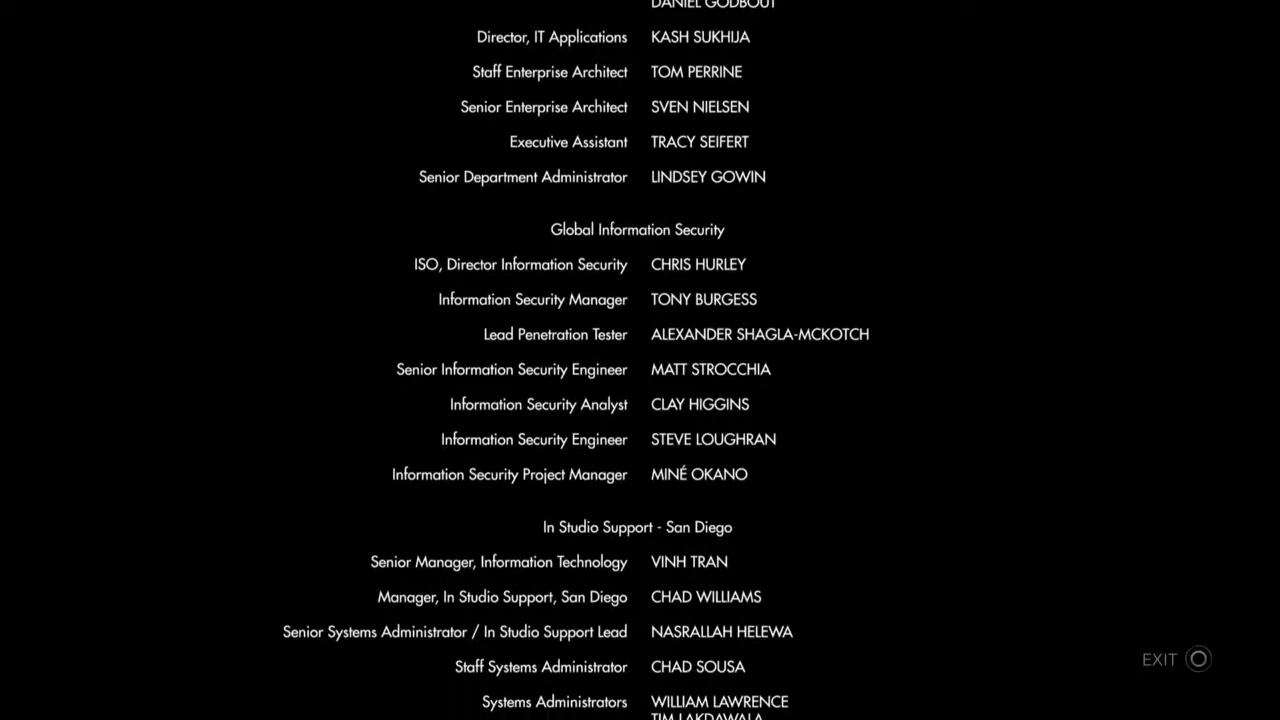 DANIEL GODBOUT
Director, IT Applications KASH SUKHIJA
Staff Enterprise Architect TOM PERRINE
Senior Enterprise Architect SVEN NIELSEN
Executive Assistant TRACY SEIFERT
Senior Department Administrator LINDSEY GOWIN
Global Information Security
ISO, Director Information Security CHRIS HURLEY
Information Security Manager TONY BURGESS
Lead Penetration Tester ALEXANDER SHAGLA-MCKOTCH
Senior Information Security Engineer MATT STROCCHIA
Information Security Analyst CLAY HIGGINS
Information Security Engineer STEVE LOUGHRAN
Information Security Project Manager MINÉ OKANO
In Studio Support - San Diego
Senior Manager, Information Technology VINH TRAN
Manager, In Studio Support, San Diego CHAD WILLIAMS
Senior Systems Administrator / In Studio Support Lead NASRALLAH HELEWA
EXIT
Staff Systems Administrator CHAD SOUSA
Systems Administrators WILLIAM LAWRENCE
TIM LAKDAWALA